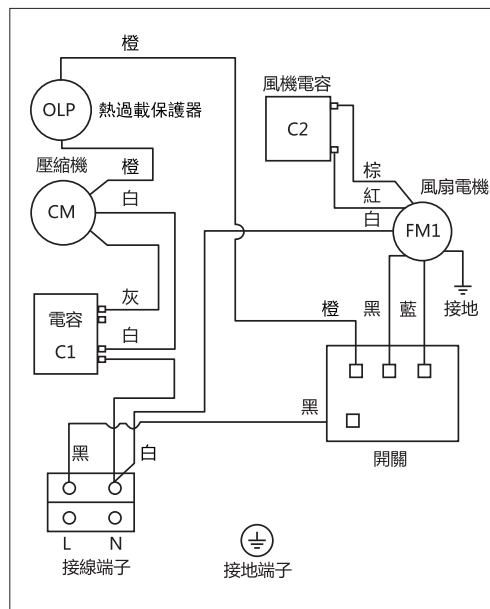 橙
風機電容
OLP
熱過載保護器
C2
壓縮機
橙
棕
風扇電機
白
紅
CM
白
FM1
灰
橙
黑
藍
接地
電容
白
C1
黑
黑
白
開關
L
N
接線端子
接地端子